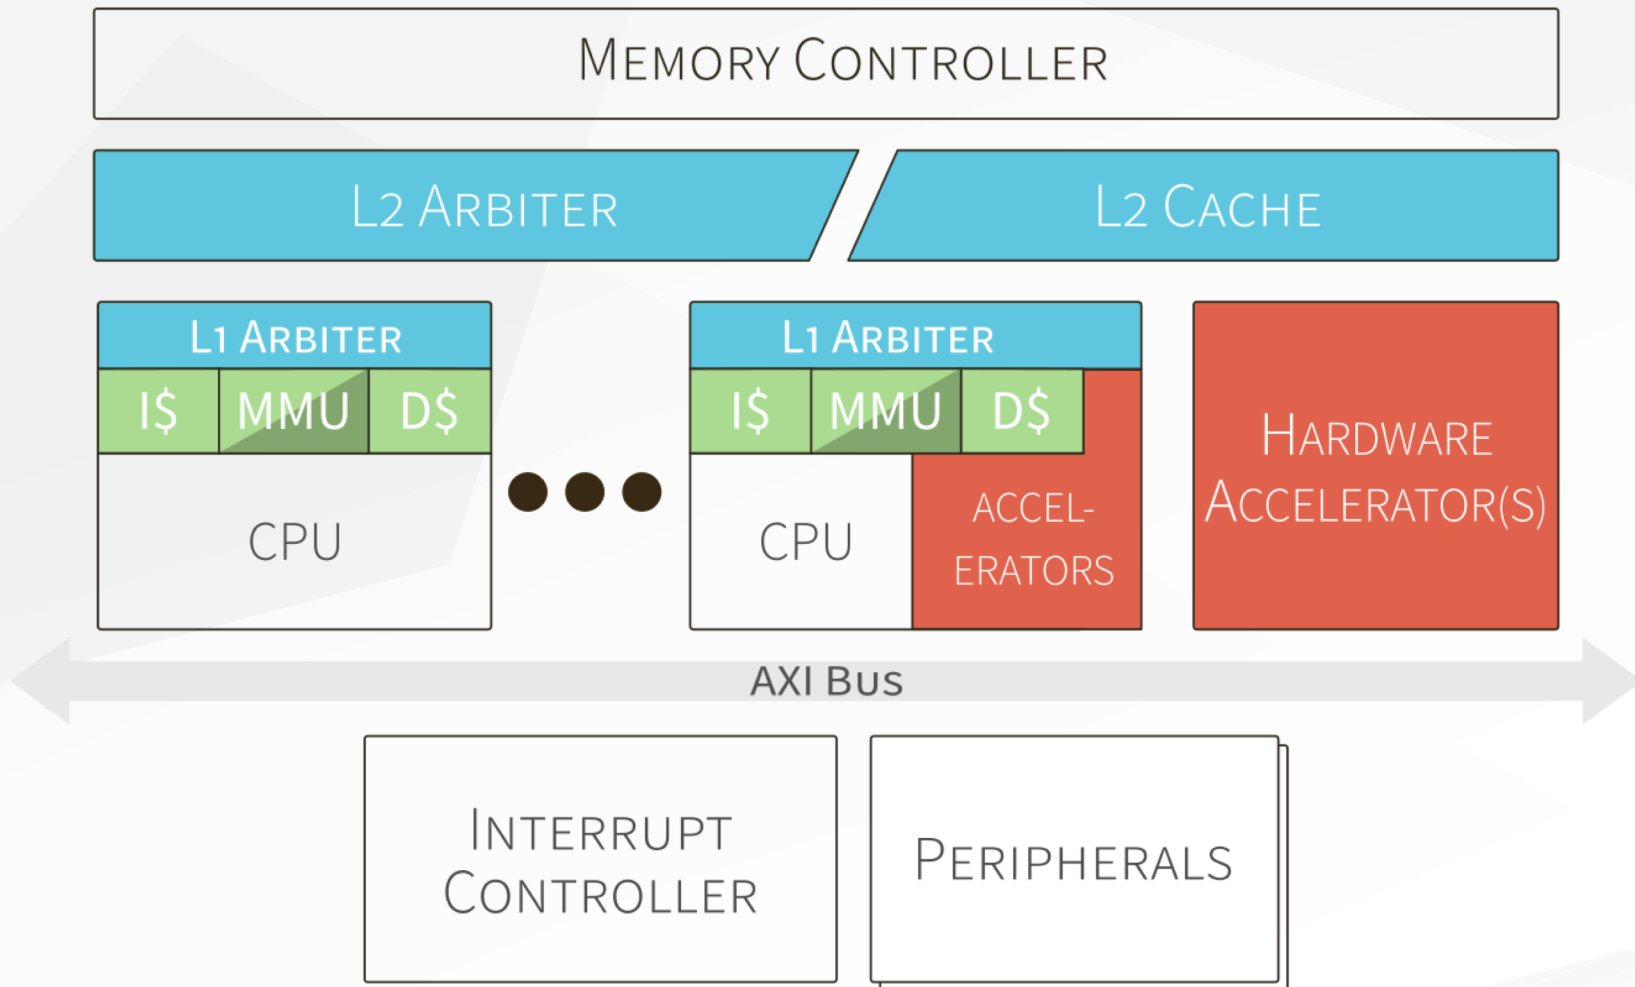 Memory Controller
L2 Arbiter
L2 Cache
L1 Arbiter
I$ MMU D$
CPU
L1 Arbiter
I$ MMU D$
CPU
accel-
erators
Hardware
Accelerator(s)
AXI Bus
Interrupt
Controller
Peripherals